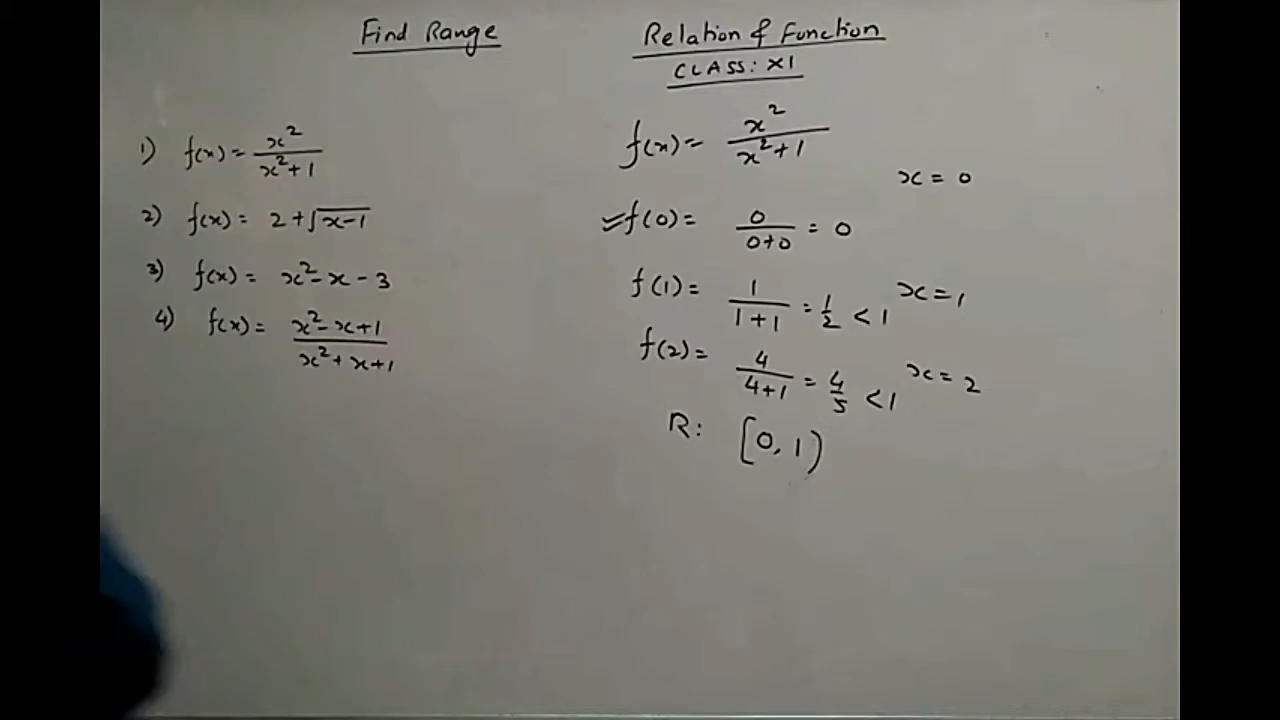 Find Range
Relation & Function
CLASS: XI
1) f(x) = x²/(x²+1)
2) f(x) = 2+√(x-1)
3) f(x) = x²-x-3
4) f(x) = (x²-x+1)/(x²+x+1)
f(x) = x²/(x²+1)
x = 0
✓f(0) = 0/(0+0) = 0
f(1) = 1/(1+1) = 1/2 < 1 x = 1
f(2) = 4/(4+1) = 4/5 < 1 x = 2
R: [0, 1)